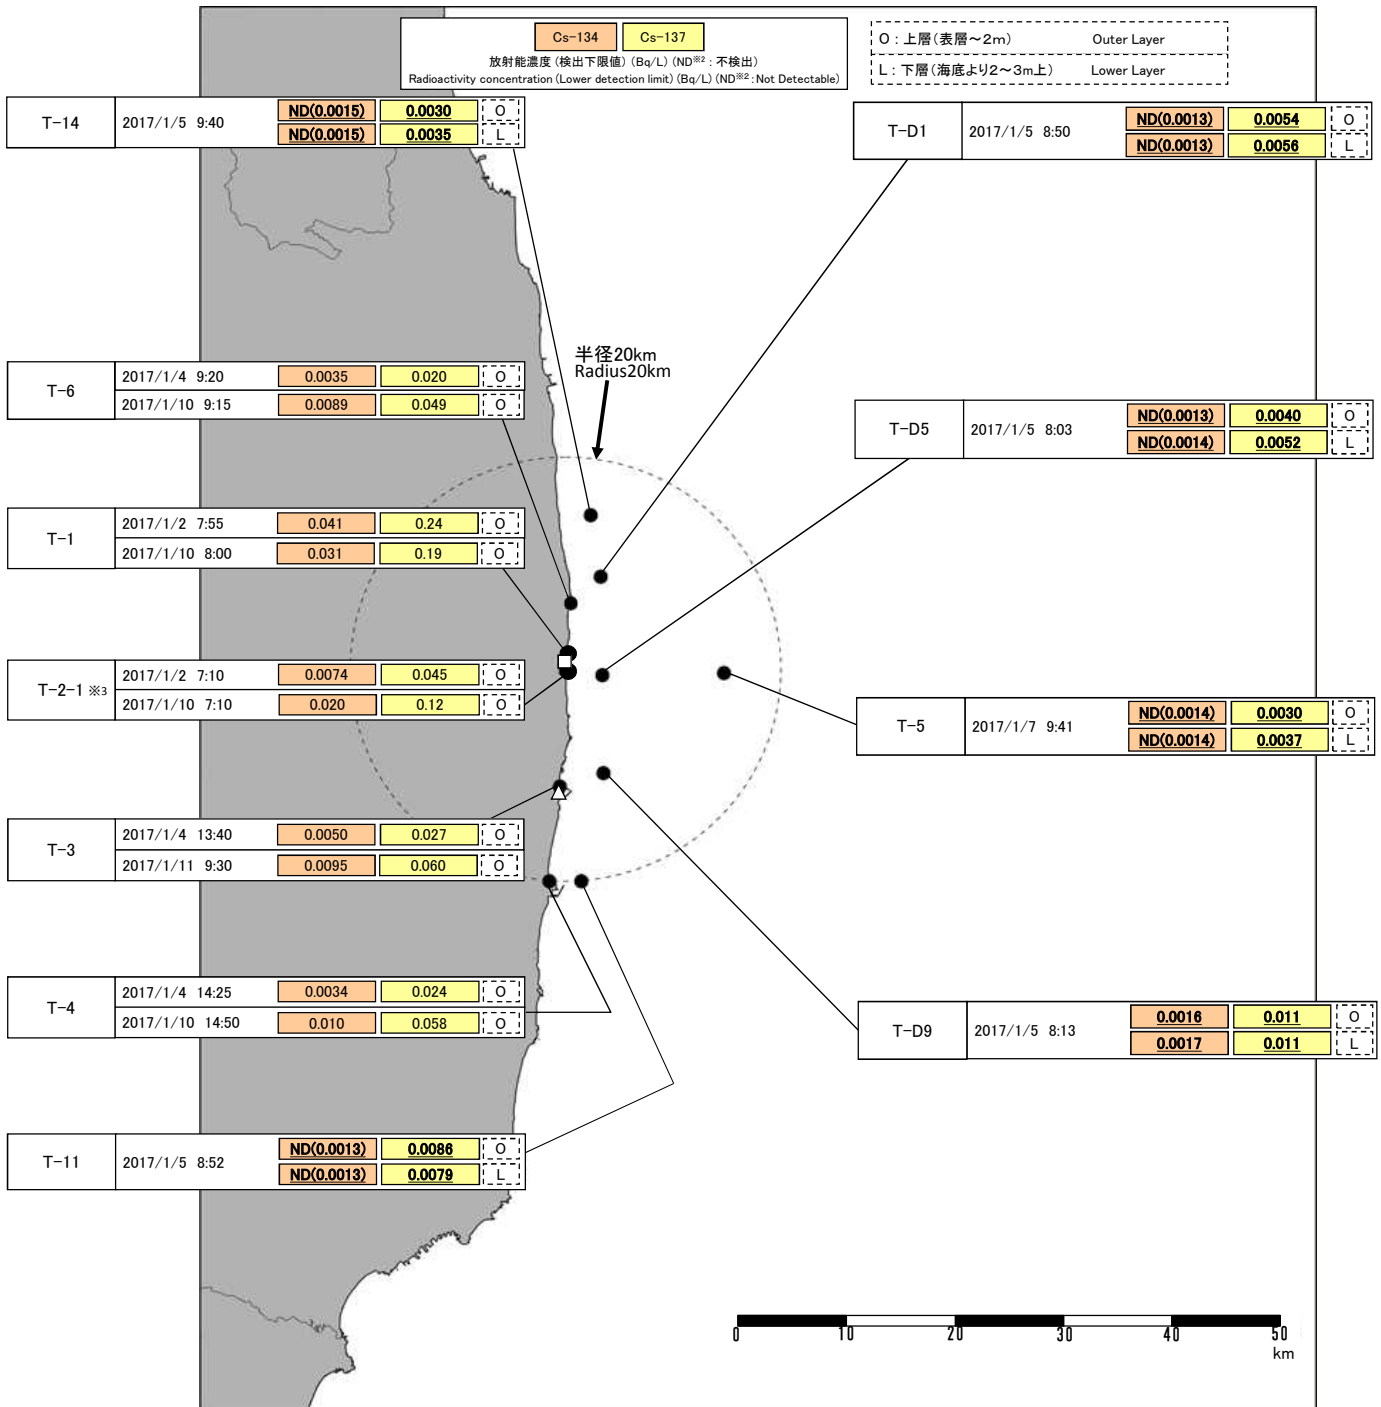 Cs-134 Cs-137
放射能濃度(検出下限値)(Bq/L)(ND※2：不検出)
Radioactivity concentration(Lower detection limit)(Bq/L)(ND※2：Not Detectable)
O：上層(表層～2m) Outer Layer
L：下層(海底より2～3m上) Lower Layer
T-14 2017/1/5 9:40
ND(0.0015) 0.0030 O
ND(0.0015) 0.0035 L
T-D1 2017/1/5 8:50
ND(0.0013) 0.0054 O
ND(0.0013) 0.0056 L
半径20km
Radius20km
T-6
2017/1/4 9:20 0.0035 0.020 O
2017/1/10 9:15 0.0089 0.049 O
T-D5 2017/1/5 8:03
ND(0.0013) 0.0040 O
ND(0.0014) 0.0052 L
T-1
2017/1/2 7:55 0.041 0.24 O
2017/1/10 8:00 0.031 0.19 O
T-2-1 ※3
2017/1/2 7:10 0.0074 0.045 O
2017/1/10 7:10 0.020 0.12 O
T-5 2017/1/7 9:41
ND(0.0014) 0.0030 O
ND(0.0014) 0.0037 L
T-3
2017/1/4 13:40 0.0050 0.027 O
2017/1/11 9:30 0.0095 0.060 O
T-4
2017/1/4 14:25 0.0034 0.024 O
2017/1/10 14:50 0.010 0.058 O
T-D9 2017/1/5 8:13
0.0016 0.011 O
0.0017 0.011 L
T-11 2017/1/5 8:52
ND(0.0013) 0.0086 O
ND(0.0013) 0.0079 L
0 10 20 30 40 50
km